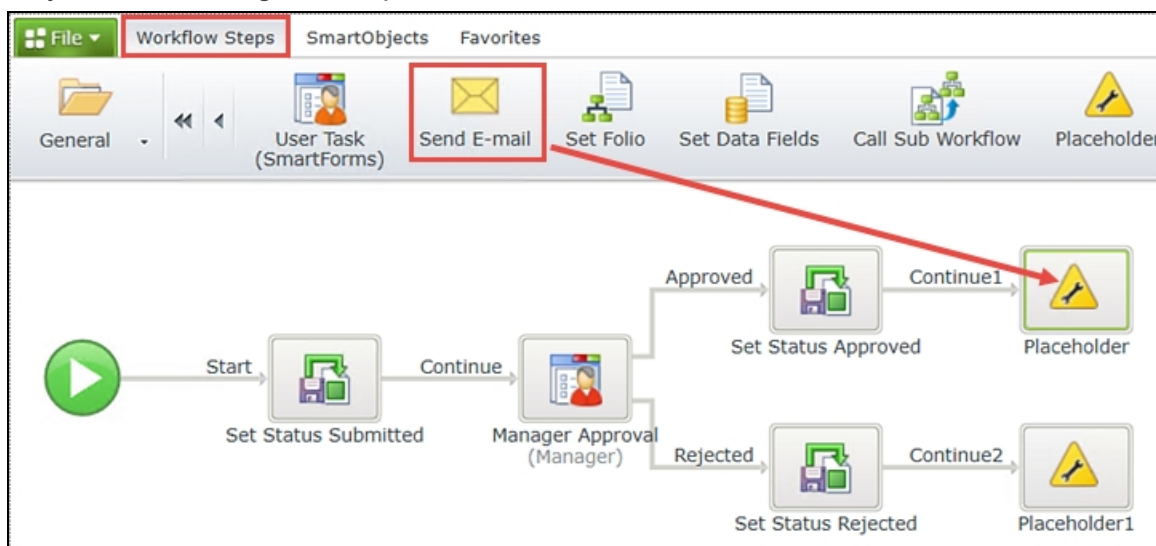 File Workflow Steps SmartObjects Favorites
General
User Task
(SmartForms)
Send E-mail
Set Folio
Set Data Fields
Call Sub Workflow
Placeholder
Approved
Continue1
Set Status Approved
Placeholder
Start
Continue
Set Status Submitted
Manager Approval
(Manager)
Rejected
Continue2
Set Status Rejected
Placeholder1